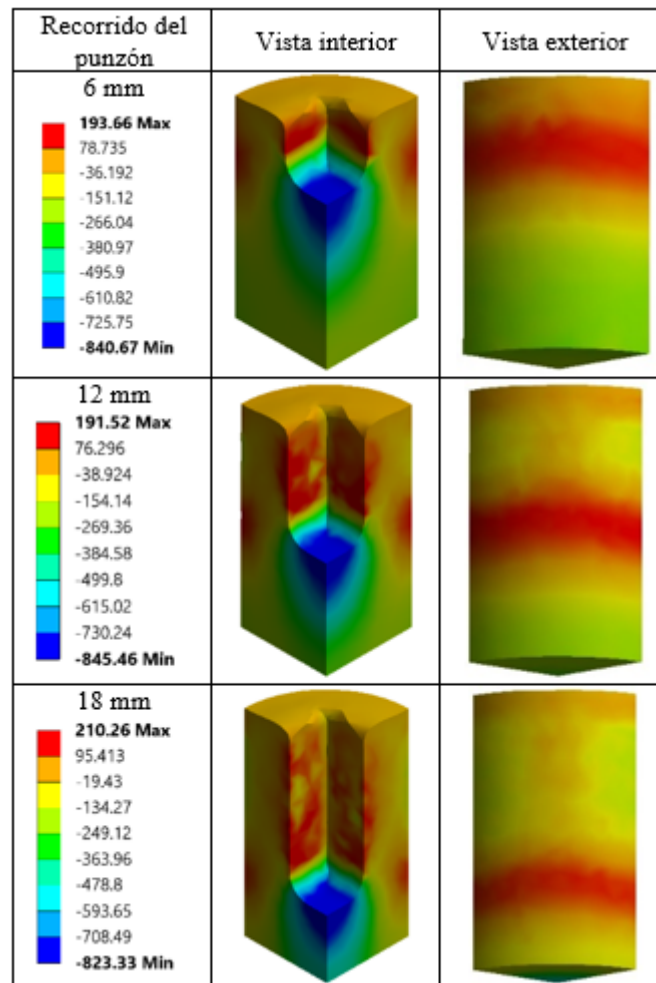 Recorrido del
punzón
Vista interior
Vista exterior
6 mm
193.66 Max
78.735
-36.192
-151.12
-266.04
-380.97
-495.9
-610.82
-725.75
-840.67 Min
12 mm
191.52 Max
76.296
-38.924
-154.14
-269.36
-384.58
-499.8
-615.02
-730.24
-845.46 Min
18 mm
210.26 Max
95.413
-19.43
-134.27
-249.12
-363.96
-478.8
-593.65
-708.49
-823.33 Min